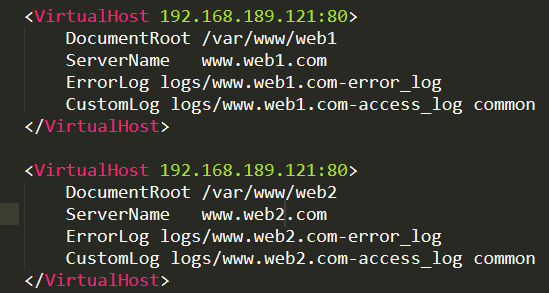 <VirtualHost 192.168.189.121:80>
    DocumentRoot /var/www/web1
    ServerName   www.web1.com
    ErrorLog logs/www.web1.com-error_log
    CustomLog logs/www.web1.com-access_log common
</VirtualHost>

<VirtualHost 192.168.189.121:80>
    DocumentRoot /var/www/web2
    ServerName   www.web2.com
    ErrorLog logs/www.web2.com-error_log
    CustomLog logs/www.web2.com-access_log common
</VirtualHost>